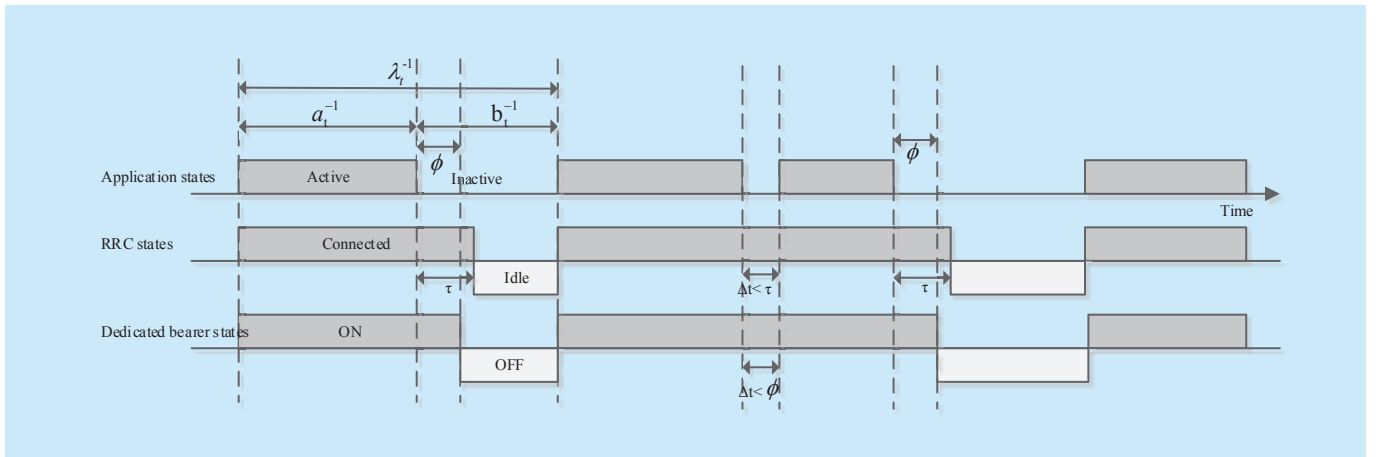 λt-1
at-1
bt-1
ϕ
ϕ
Application states
Active
Inactive
Time
RRC states
Connected
Idle
τ
Δt< τ
τ
Dedicated bearer states
ON
OFF
Δt< ϕ